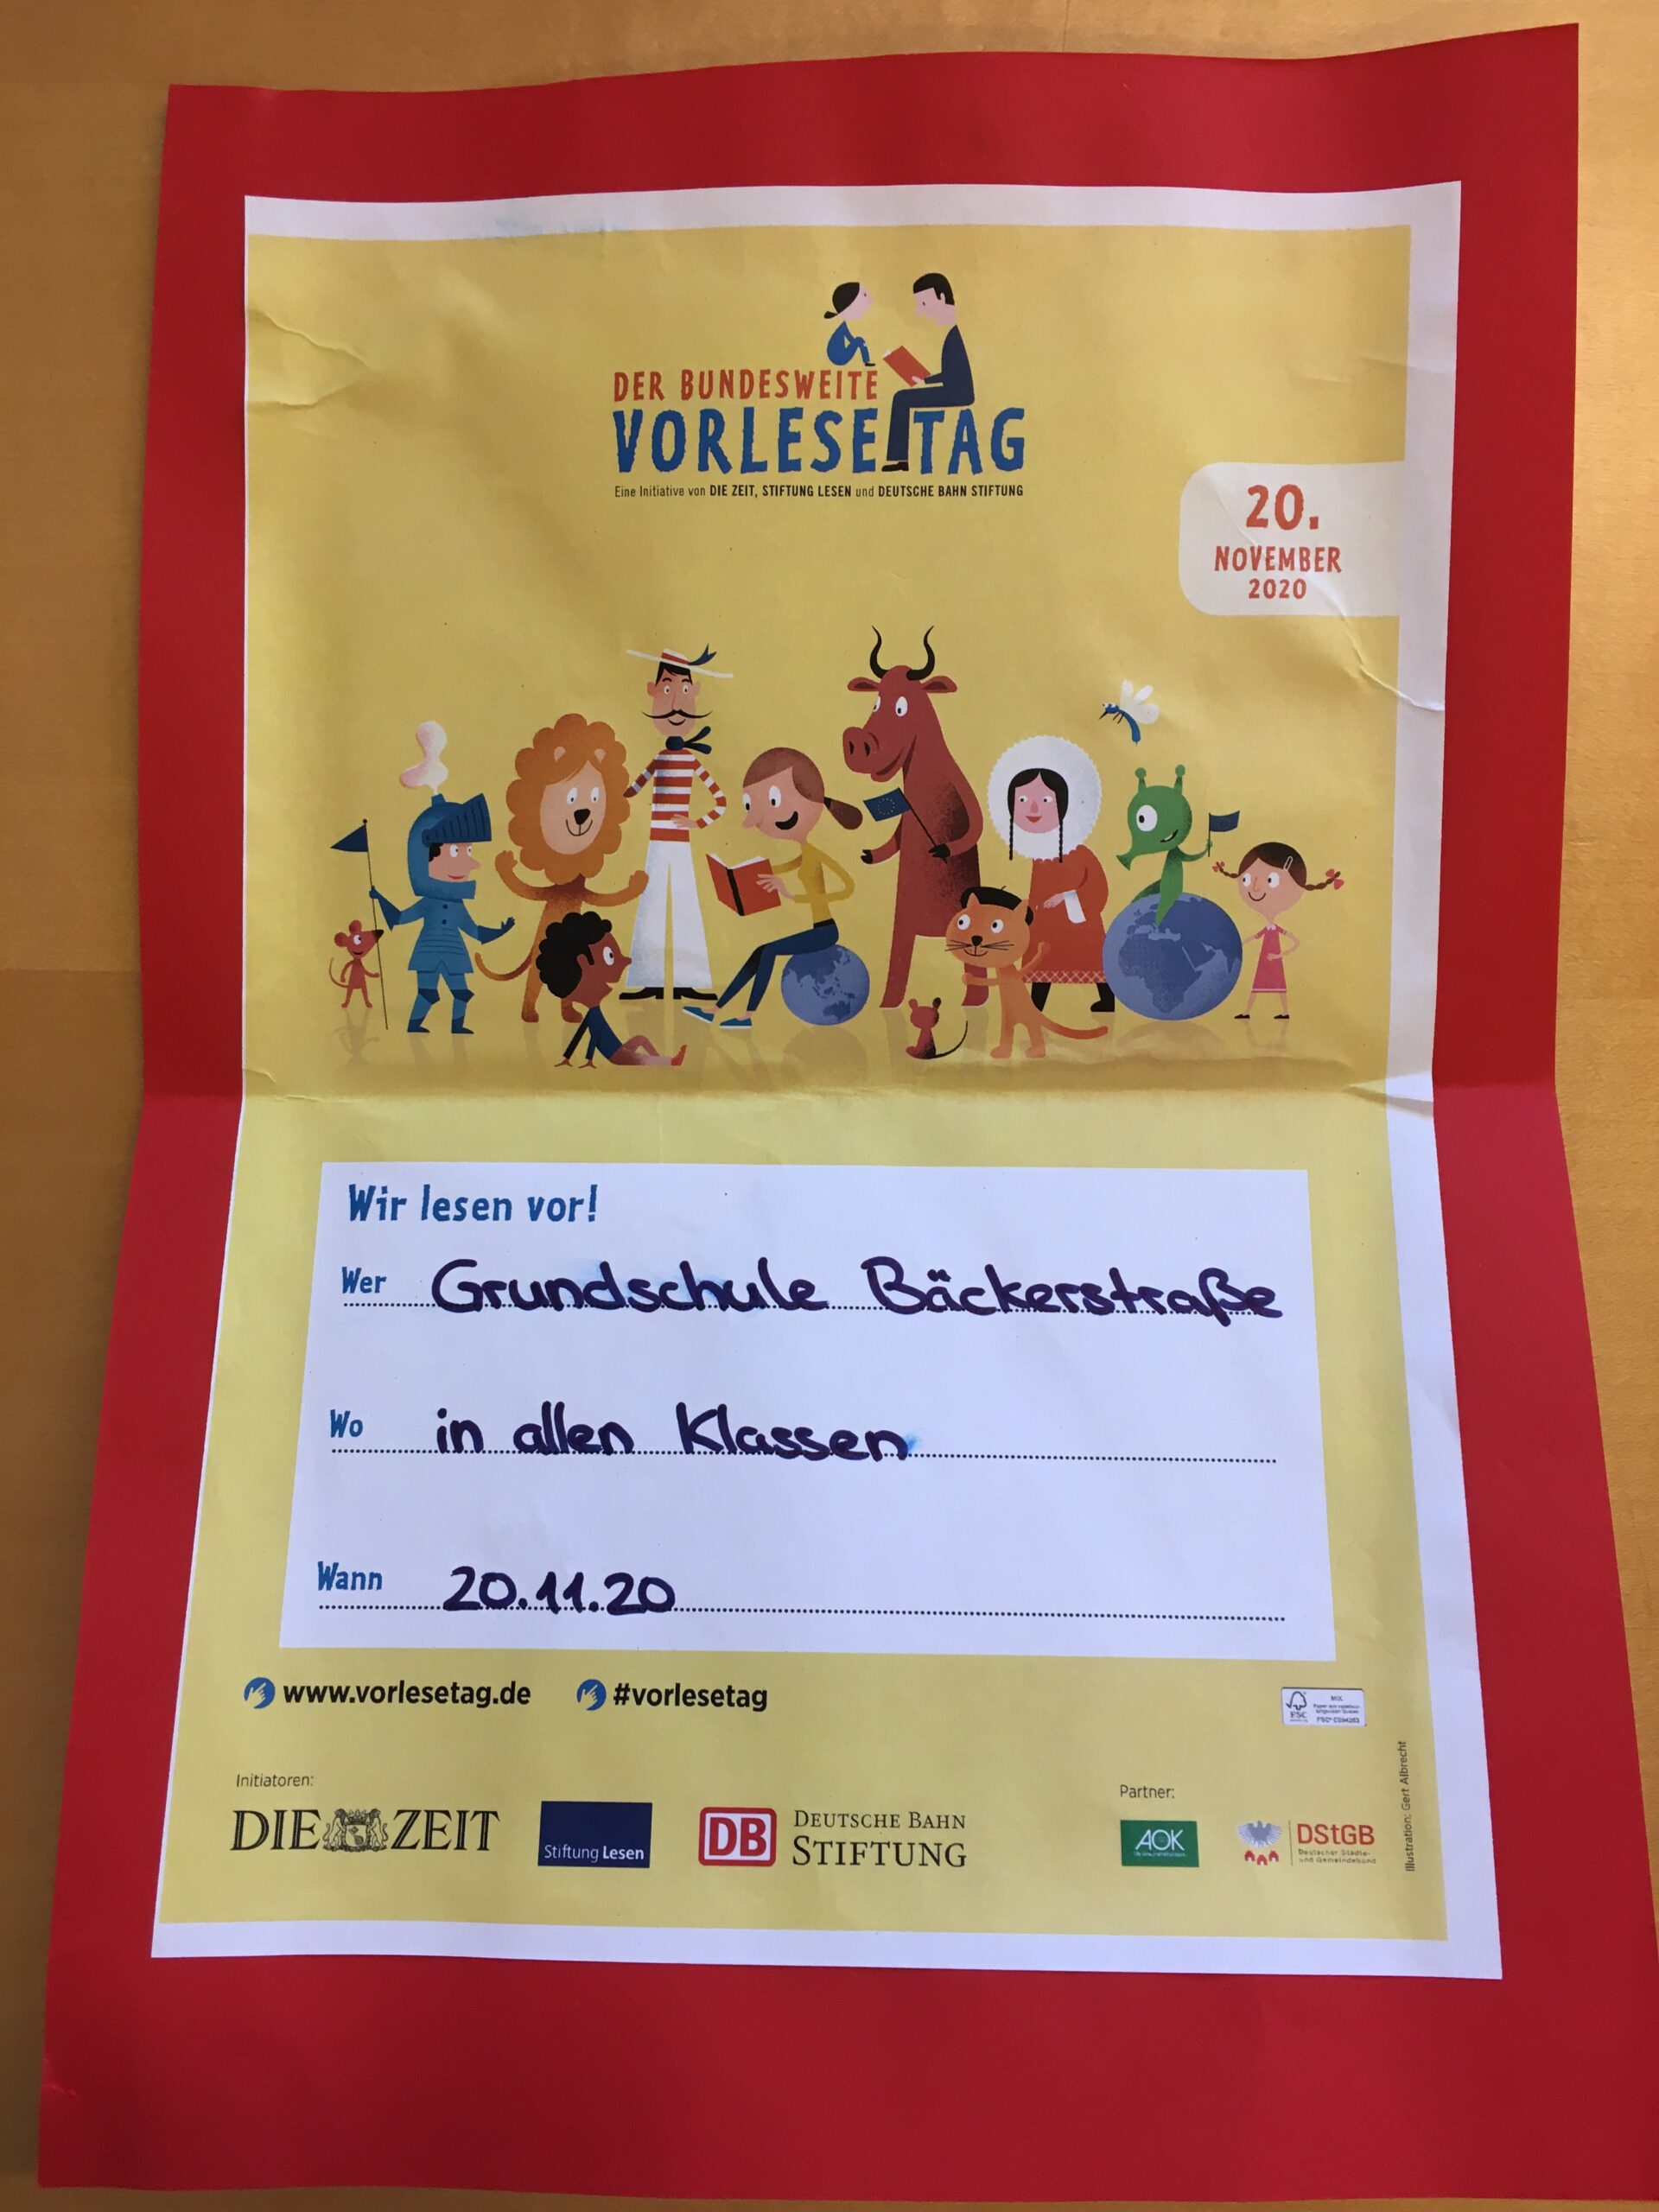 DER BUNDESWEITE
VORLESETAG
Eine Initiative von DIE ZEIT, STIFTUNG LESEN und DEUTSCHE BAHN STIFTUNG
20.
NOVEMBER
2020
Wir lesen vor!
Wer Grundschule Bäckerstraße
Wo in allen Klassen
Wann 20.11.20
www.vorlesetag.de #vorlesetag
FSC
Initiatoren:
DIE ZEIT
Stiftung Lesen
DB DEUTSCHE BAHN
STIFTUNG
Partner:
AOK
DStGB
Deutscher Städte-
und Gemeindebund
Illustration: Gert Albrecht